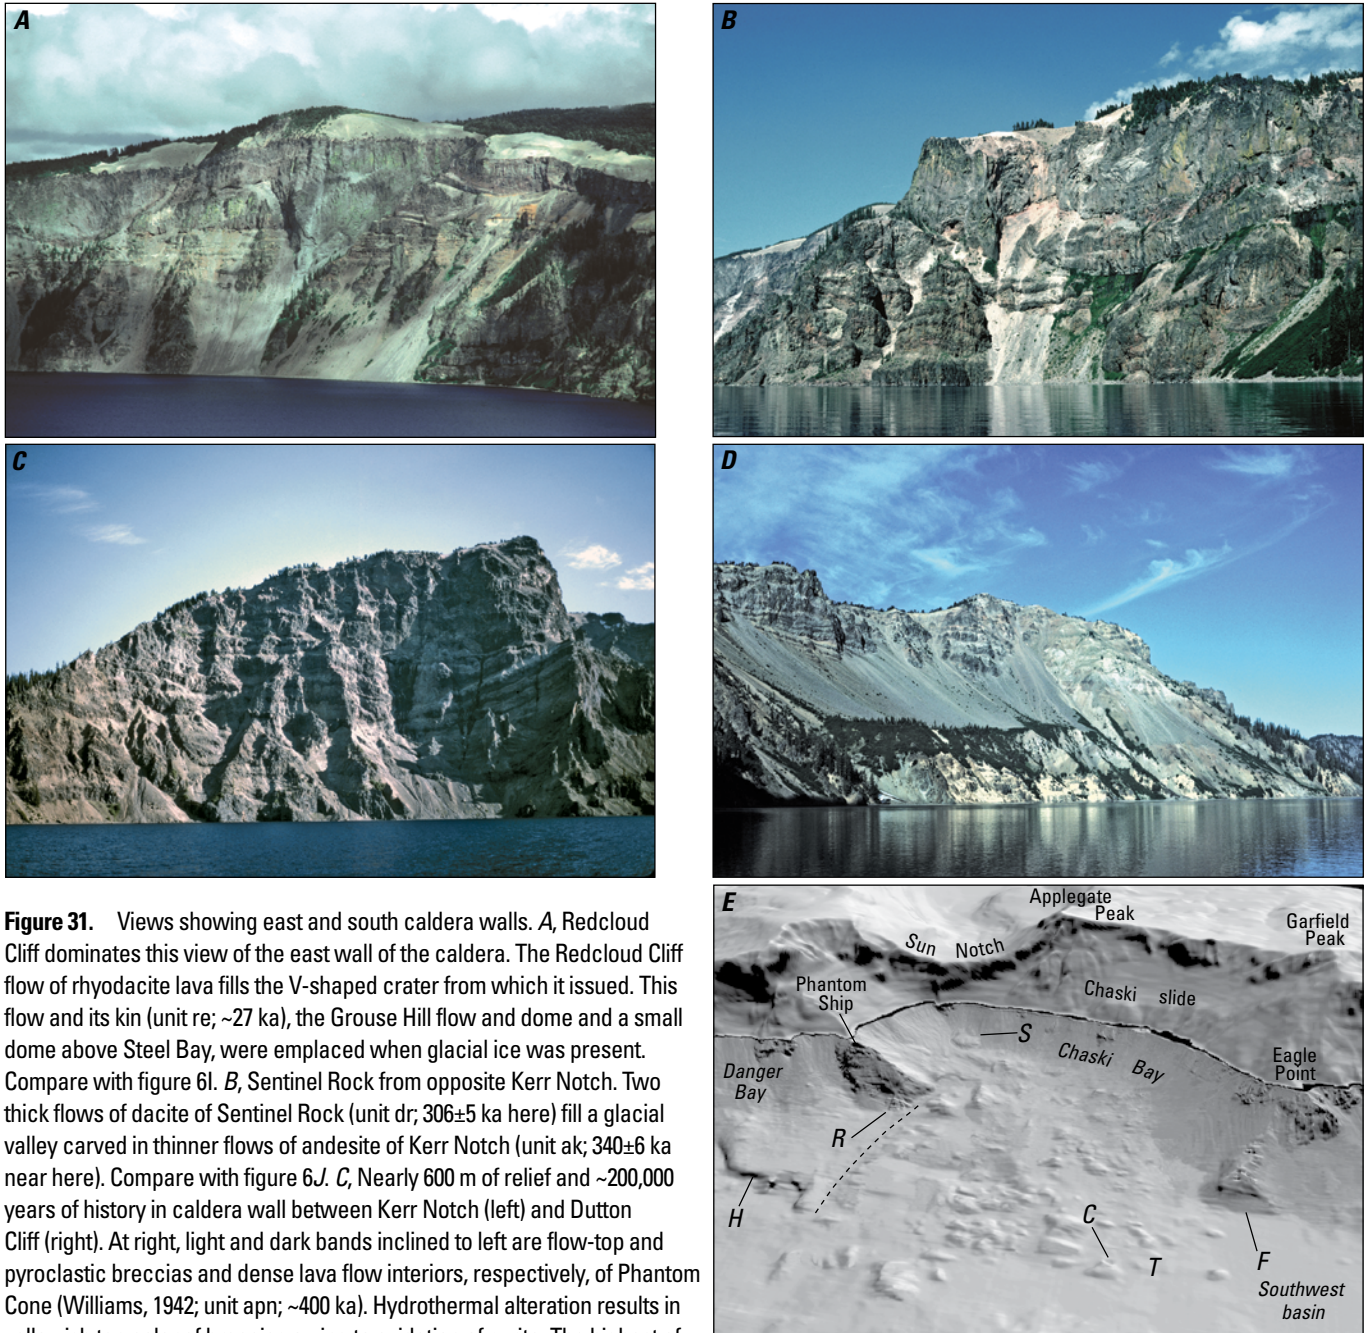 A
B
C
D
Figure 31. Views showing east and south caldera walls. A, Redcloud
Cliff dominates this view of the east wall of the caldera. The Redcloud Cliff
flow of rhyodacite lava fills the V-shaped crater from which it issued. This
flow and its kin (unit re; ~27 ka), the Grouse Hill flow and dome and a small
dome above Steel Bay, were emplaced when glacial ice was present.
Compare with figure 6I. B, Sentinel Rock from opposite Kerr Notch. Two
thick flows of dacite of Sentinel Rock (unit dr; 306±5 ka here) fill a glacial
valley carved in thinner flows of andesite of Kerr Notch (unit ak; 340±6 ka
near here). Compare with figure 6J. C, Nearly 600 m of relief and ~200,000
years of history in caldera wall between Kerr Notch (left) and Dutton
Cliff (right). At right, light and dark bands inclined to left are flow-top and
pyroclastic breccias and dense lava flow interiors, respectively, of Phantom
Cone (Williams, 1942; unit apn; ~400 ka). Hydrothermal alteration results in
E
Applegate
Peak
Garfield
Peak
Sun Notch
Phantom
Ship
Chaski slide
S
Chaski Bay
Danger
Bay
Eagle
Point
R
H
C
T
F
Southwest
basin